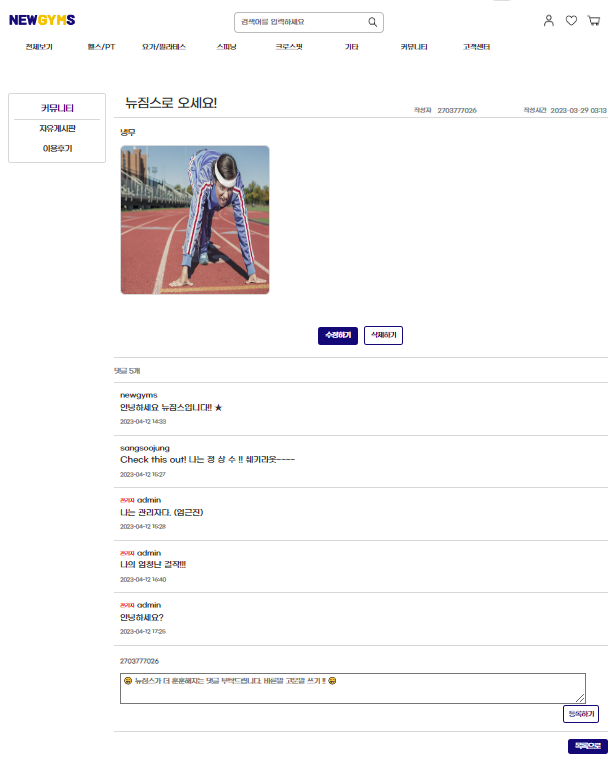 NEWGYMS
검색어를 입력하세요
전체보기 헬스/PT 요가/필라테스 스피닝 크로스핏 기타 커뮤니티 고객센터
커뮤니티
자유게시판
이용후기
뉴짐스로 오세요!
작성자 2703777026 작성시간 2023-03-29 03:13
냉무
수정하기 삭제하기
댓글 5개
newgyms
안녕하세요 뉴짐스입니다!! ★
2023-04-12 14:33
sangsoojung
Check this out! 나는 정 상 수 !! 췌키라웃~~~~
2023-04-12 15:27
관리자 admin
나는 관리자다. (엄근진)
2023-04-12 15:28
관리자 admin
나의 엄청난 걸작!!!
2023-04-12 16:40
관리자 admin
안녕하세요?
2023-04-12 17:25
2703777026
😀 뉴짐스가 더 훈훈해지는 댓글 부탁드립니다. 바른말 고운말 쓰기 !! 😀
등록하기
목록으로